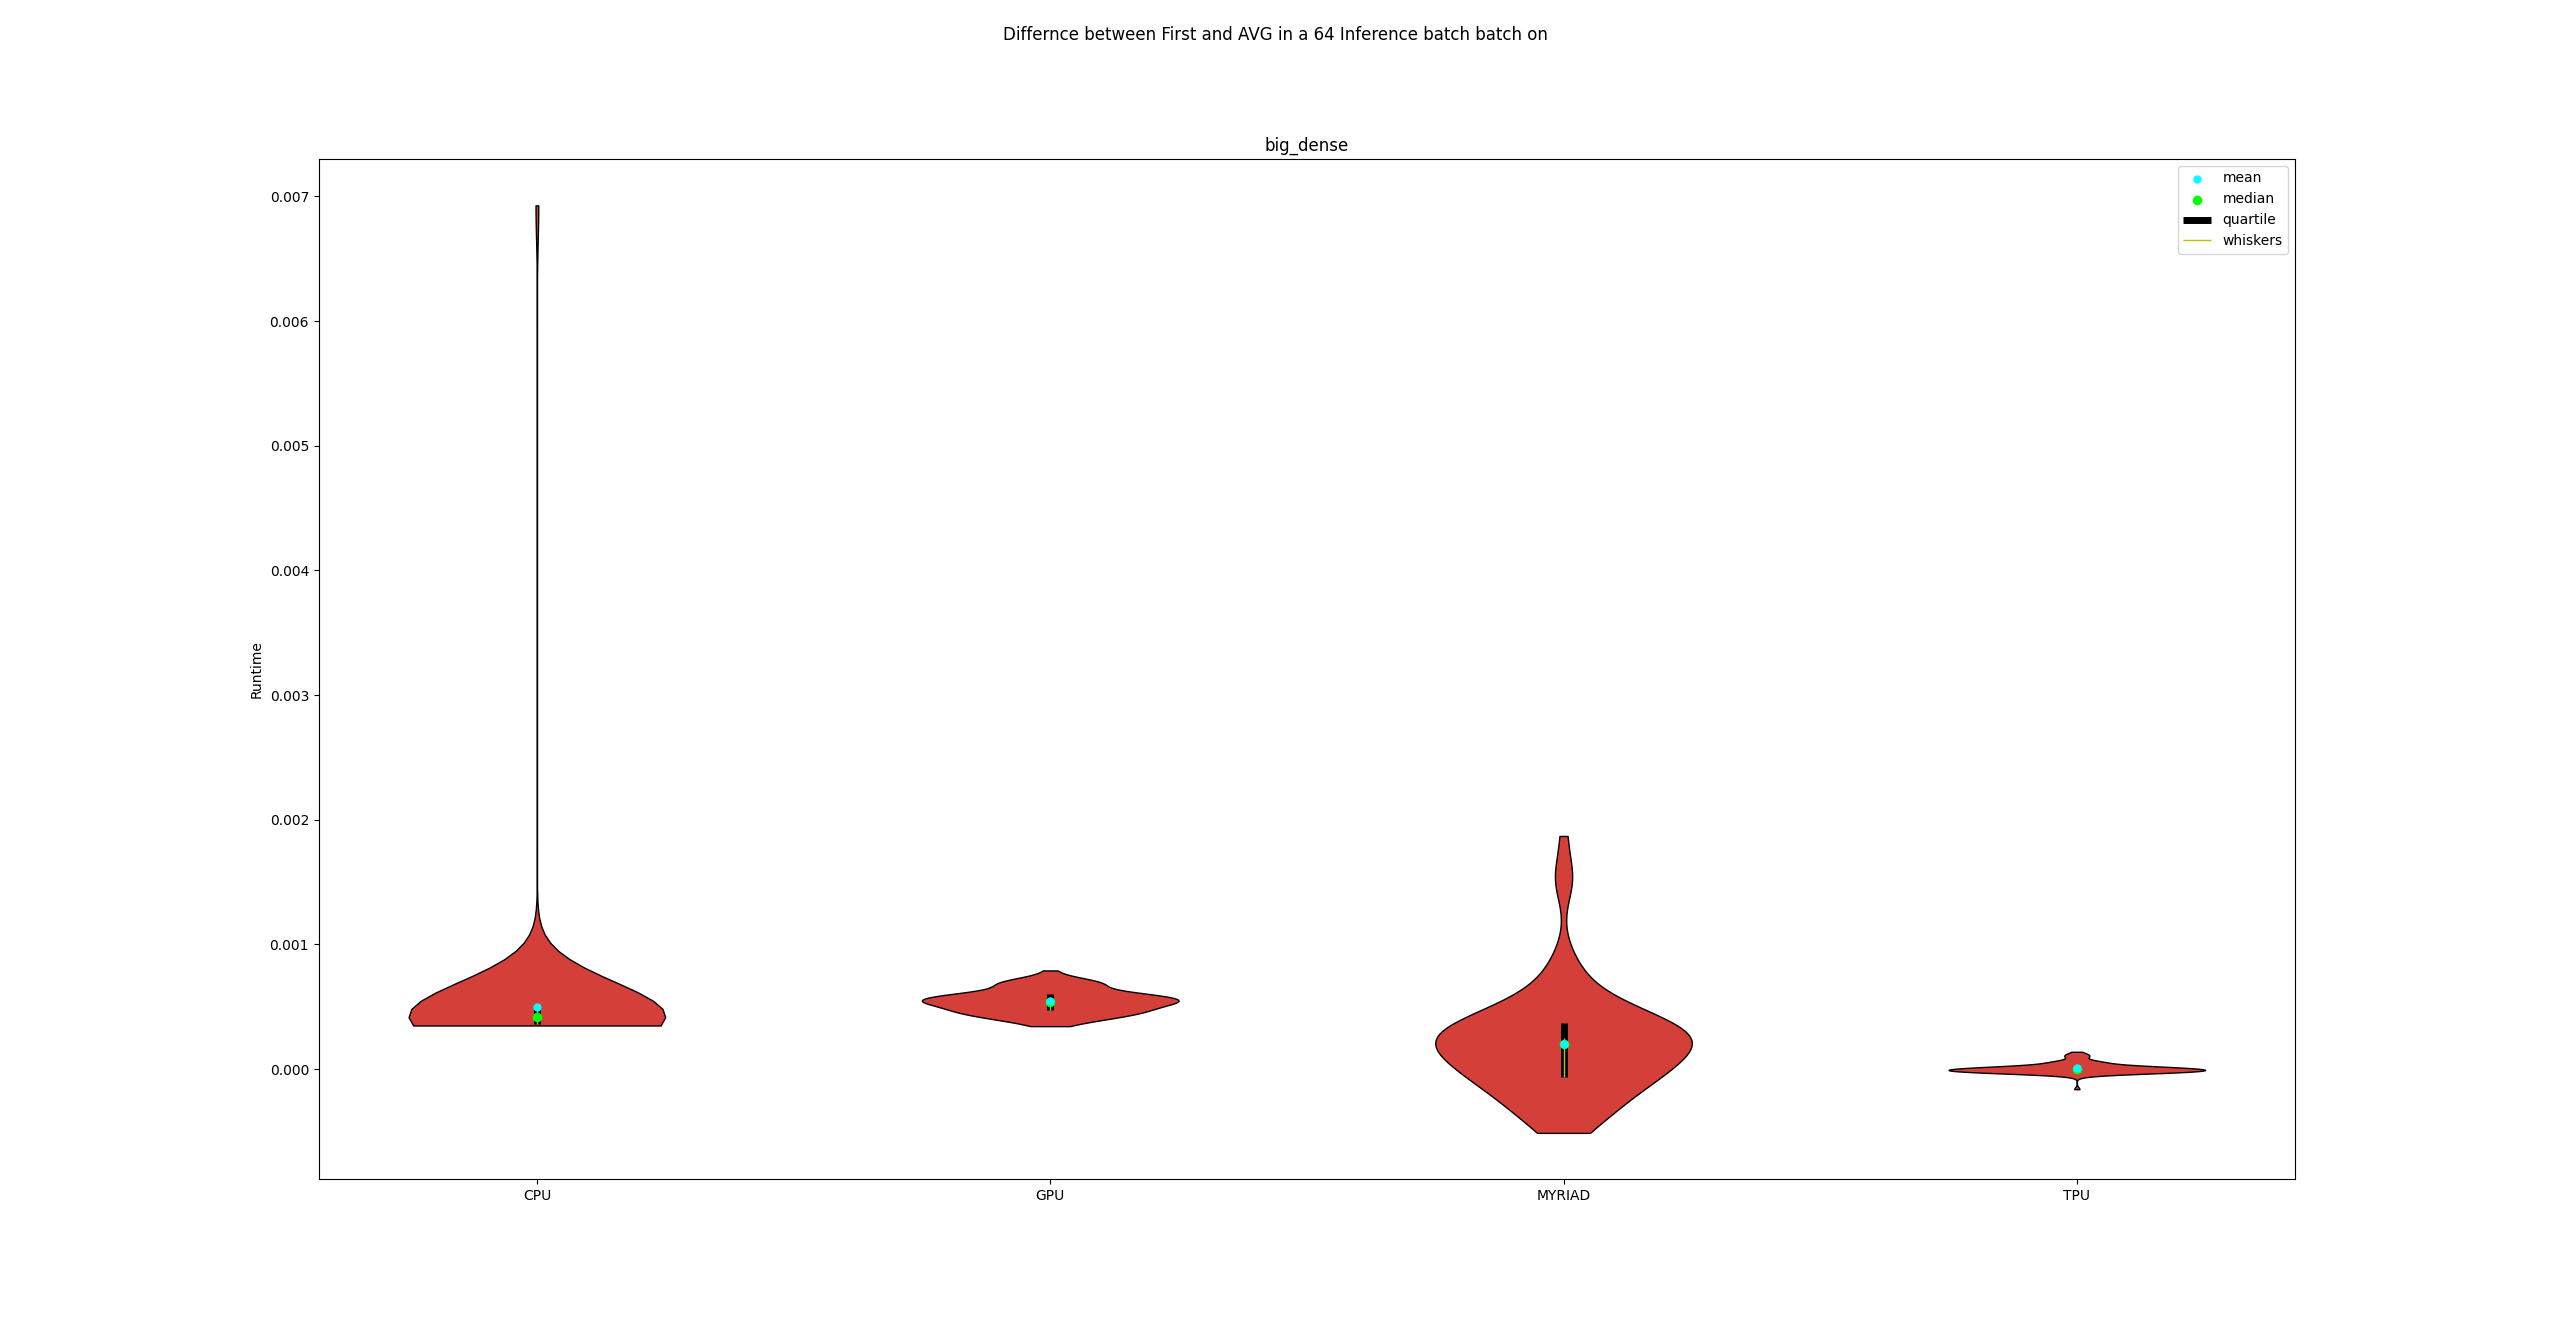 Differnce between First and AVG in a 64 Inference batch batch on
big_dense
mean
median
quartile
whiskers
0.007
0.006
0.005
0.004
0.003
0.002
0.001
0.000
Runtime
CPU
GPU
MYRIAD
TPU